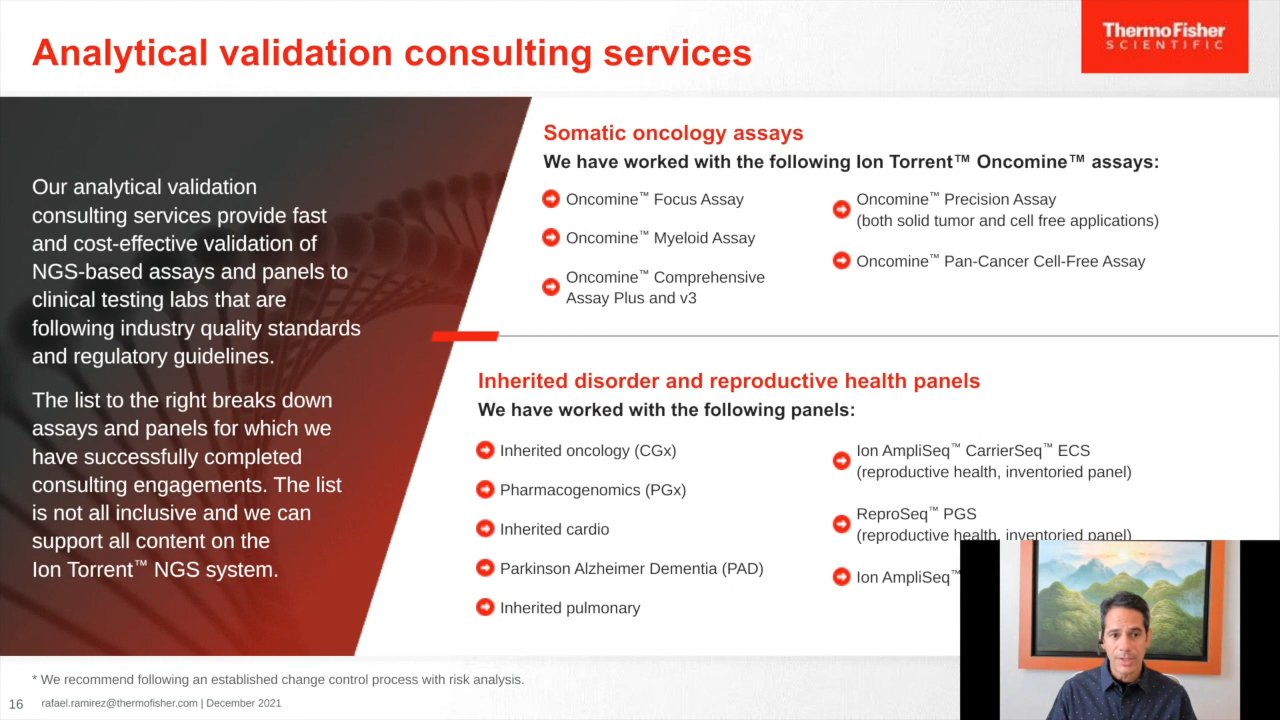 Analytical validation consulting services
ThermoFisher
SCIENTIFIC
Our analytical validation
consulting services provide fast
and cost-effective validation of
NGS-based assays and panels to
clinical testing labs that are
following industry quality standards
and regulatory guidelines.
The list to the right breaks down
assays and panels for which we
have successfully completed
consulting engagements. The list
is not all inclusive and we can
support all content on the
Ion Torrent™ NGS system.
Somatic oncology assays
We have worked with the following Ion Torrent™ Oncomine™ assays:
Oncomine™ Focus Assay
Oncomine™ Myeloid Assay
Oncomine™ Comprehensive
Assay Plus and v3
Oncomine™ Precision Assay
(both solid tumor and cell free applications)
Oncomine™ Pan-Cancer Cell-Free Assay
Inherited disorder and reproductive health panels
We have worked with the following panels:
Inherited oncology (CGx)
Pharmacogenomics (PGx)
Inherited cardio
Parkinson Alzheimer Dementia (PAD)
Inherited pulmonary
Ion AmpliSeq™ CarrierSeq™ ECS
(reproductive health, inventoried panel)
ReproSeq™ PGS
(reproductive health, inventoried panel)
Ion AmpliSeq™
* We recommend following an established change control process with risk analysis.
16 rafael.ramirez@thermofisher.com | December 2021